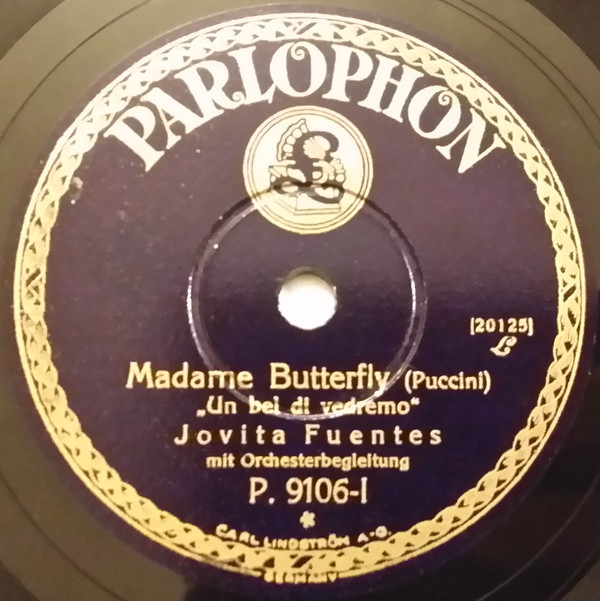 PARLOPHON
£
[20125]
L
Madame Butterfly (Puccini)
„Un bel di vedremo“
Jovita Fuentes
mit Orchesterbegleitung
P. 9106-I
*
CARL LINDSTRÖM A.-G.
GERMANY